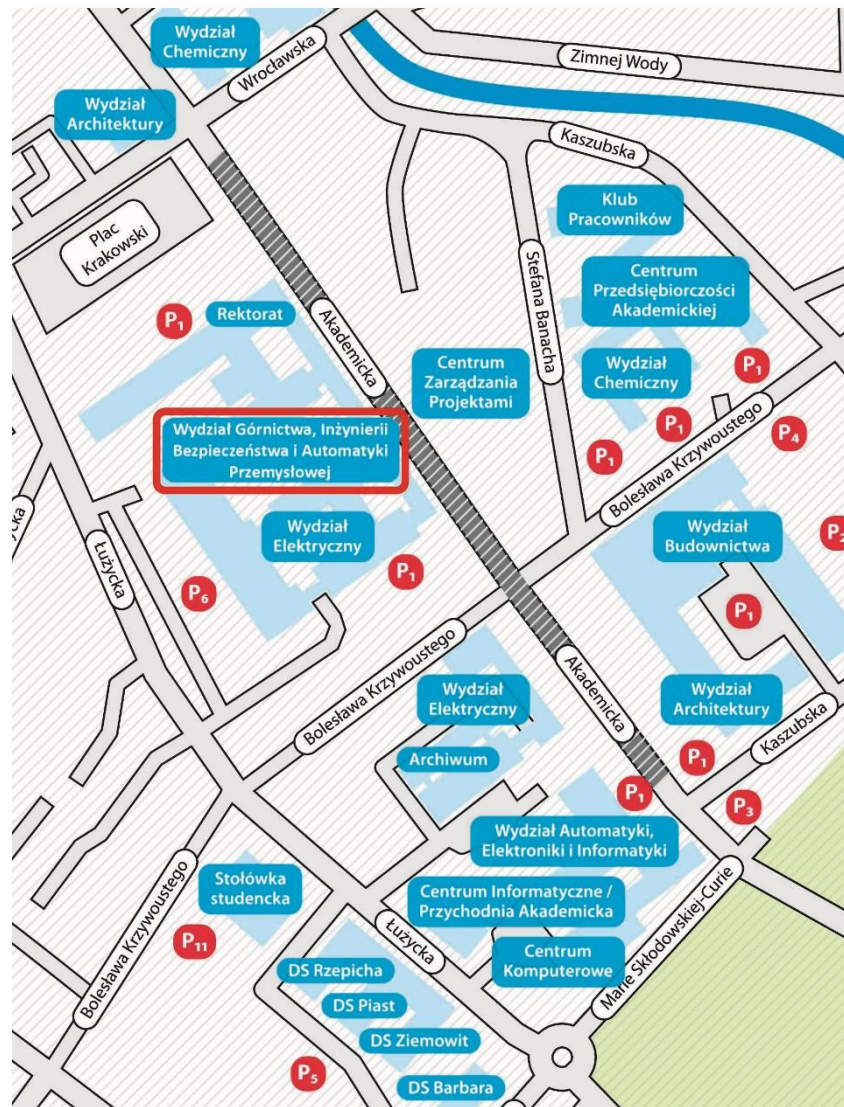 Wydział
Chemiczny
Wrocławska
Zimnej Wody
Wydział
Architektury
Kaszubska
Klub
Pracowników
Plac
Krakowski
Stefana Banacha
Centrum
Przedsiębiorczości
Akademickiej
P1
Rektorat
Akademicka
Centrum
Zarządzania
Projektami
Wydział
Chemiczny
P1
P1
P1
P4
Bolesława Krzywoustego
Wydział Górnictwa, Inżynierii
Bezpieczeństwa i Automatyki
Przemysłowej
Wydział
Elektryczny
P1
Wydział
Budownictwa
P2
Łużycka
P6
P1
Bolesława Krzywoustego
Wydział
Elektryczny
Akademicka
Wydział
Architektury
Kaszubska
Archiwum
P1
P1
P3
Wydział Automatyki,
Elektroniki i Informatyki
Stołówka
studencka
Centrum Informatyczne /
Przychodnia Akademicka
Marie Skłodowskiej-Curie
Bolesława Krzywoustego
P11
Łużycka
Centrum
Komputerowe
DS Rzepicha
DS Piast
DS Ziemowit
P5
DS Barbara